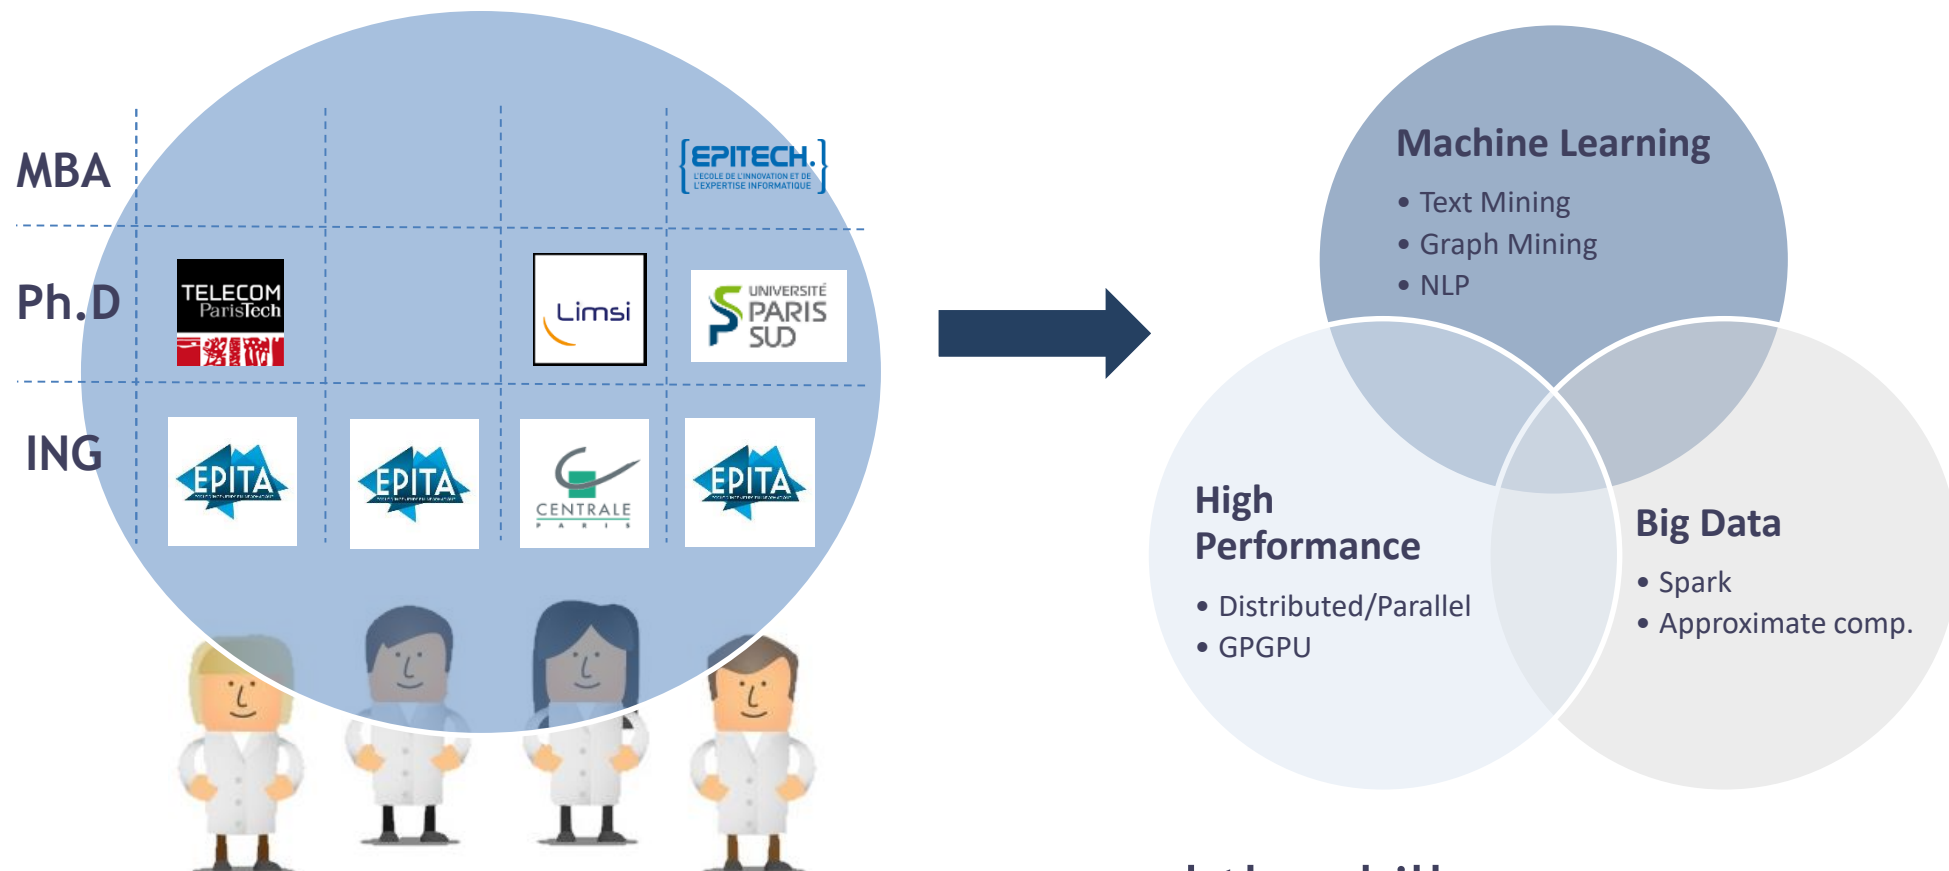 MBA
EPITECH.
L'ECOLE DE L'INNOVATION ET DE
L'EXPERTISE INFORMATIQUE
Ph.D
TELECOM
ParisTech
Limsi
UNIVERSITÉ
PARIS
SUD
ING
EPITA
EPITA
CENTRALE
PARIS
EPITA
Machine Learning
• Text Mining
• Graph Mining
• NLP
High
Performance
• Distributed/Parallel
• GPGPU
Big Data
• Spark
• Approximate comp.